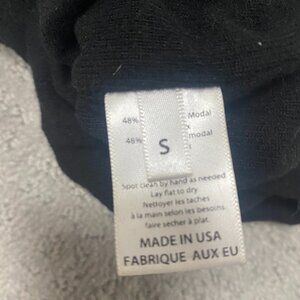 48% Modal
48% modal
S
Spot clean by hand as needed.
Lay flat to dry
Nettoyer les taches
à la main selon les besoins.
faire sécher à plat.
MADE IN USA
FABRIQUE AUX EU